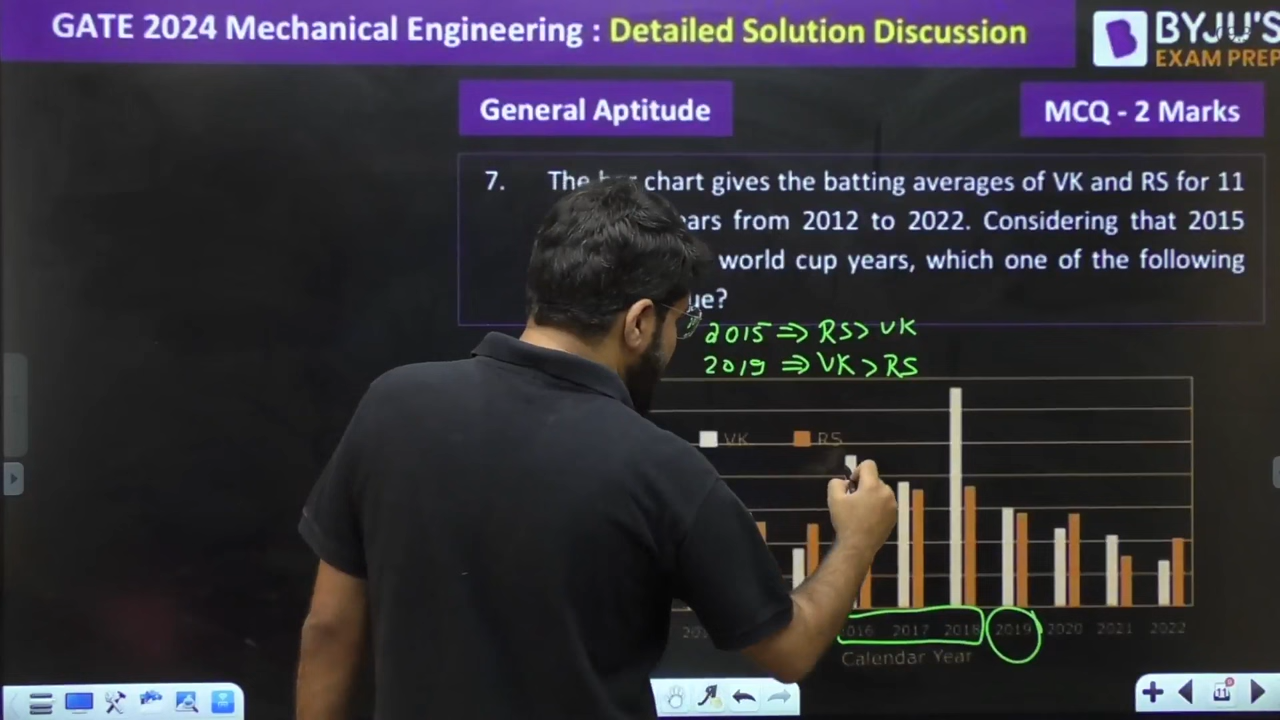 GATE 2024 Mechanical Engineering : Detailed Solution Discussion
BYJU'S
EXAM PREP
General Aptitude
MCQ - 2 Marks
7. The chart gives the batting averages of VK and RS for 11
ars from 2012 to 2022. Considering that 2015
world cup years, which one of the following
ue?
2015 ⇒ RS > VK
2019 ⇒ VK > RS
VK RS
2017 2018 2019 2020 2021 2022
Calendar Year
11